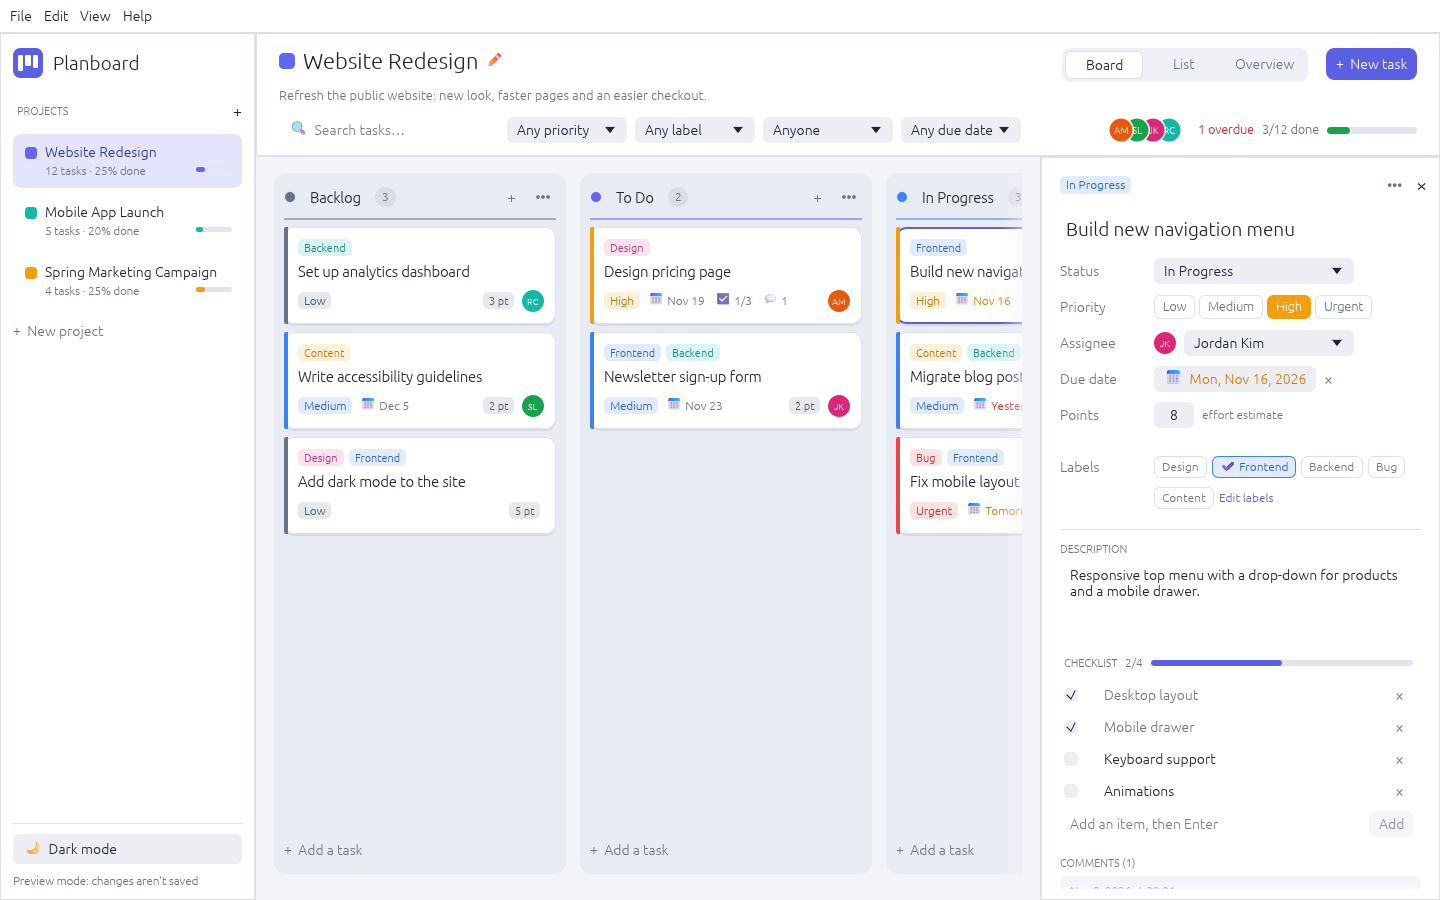 File Edit View Help
Planboard
PROJECTS +
Website Redesign
12 tasks · 25% done
Mobile App Launch
5 tasks · 20% done
Spring Marketing Campaign
4 tasks · 25% done
+ New project
Dark mode
Preview mode: changes aren't saved
Website Redesign
Board List Overview
+ New task
Refresh the public website: new look, faster pages and an easier checkout.
Search tasks…
Any priority
Any label
Anyone
Any due date
AM SL JK RC
1 overdue 3/12 done
Backlog 3 + •••
Backend
Set up analytics dashboard
Low 3 pt RC
Content
Write accessibility guidelines
Medium Dec 5 2 pt SL
Design Frontend
Add dark mode to the site
Low 5 pt
+ Add a task
To Do 2 + •••
Design
Design pricing page
High Nov 19 1/3 1 AM
Frontend Backend
Newsletter sign-up form
Medium Nov 23 2 pt JK
+ Add a task
In Progress 3
Frontend
Build new navigat
High Nov 16
Content Backend
Migrate blog post
Medium Yester
Bug Frontend
Fix mobile layout
Urgent Tomorr
+ Add a task
In Progress ••• ×
Build new navigation menu
Status In Progress
Priority Low Medium High Urgent
Assignee JK Jordan Kim
Due date Mon, Nov 16, 2026 ×
Points 8 effort estimate
Labels Design Frontend Backend Bug
Content Edit labels
DESCRIPTION
Responsive top menu with a drop-down for products
and a mobile drawer.
CHECKLIST 2/4
Desktop layout ×
Mobile drawer ×
Keyboard support ×
Animations ×
Add an item, then Enter Add
COMMENTS (1)